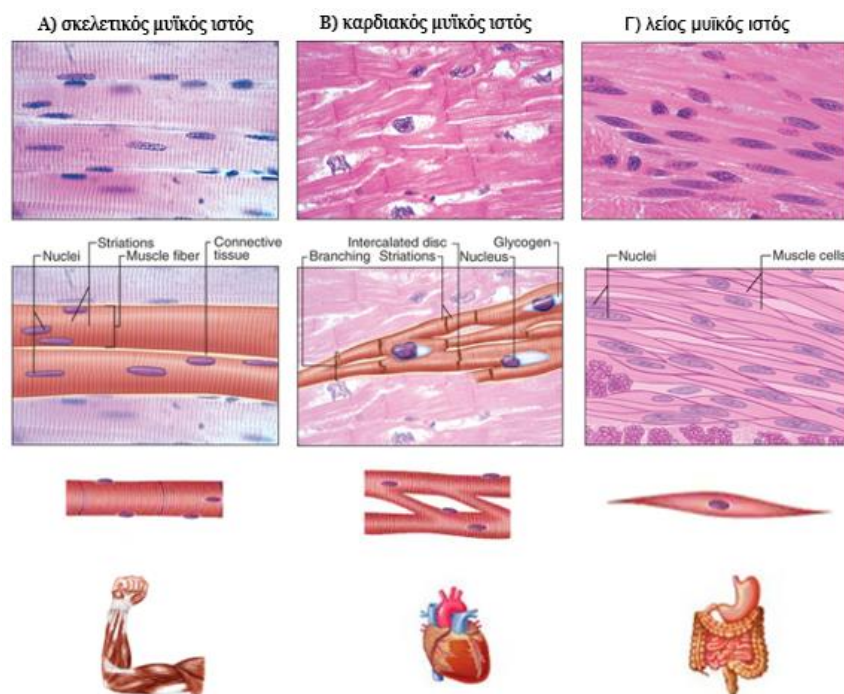 Α) σκελετικός μυϊκός ιστός
Β) καρδιακός μυϊκός ιστός
Γ) λείος μυϊκός ιστός
Nuclei
Striations
Muscle fiber
Connective
tissue
Branching
Intercalated disc
Striations
Nucleus
Glycogen
Nuclei
Muscle cells